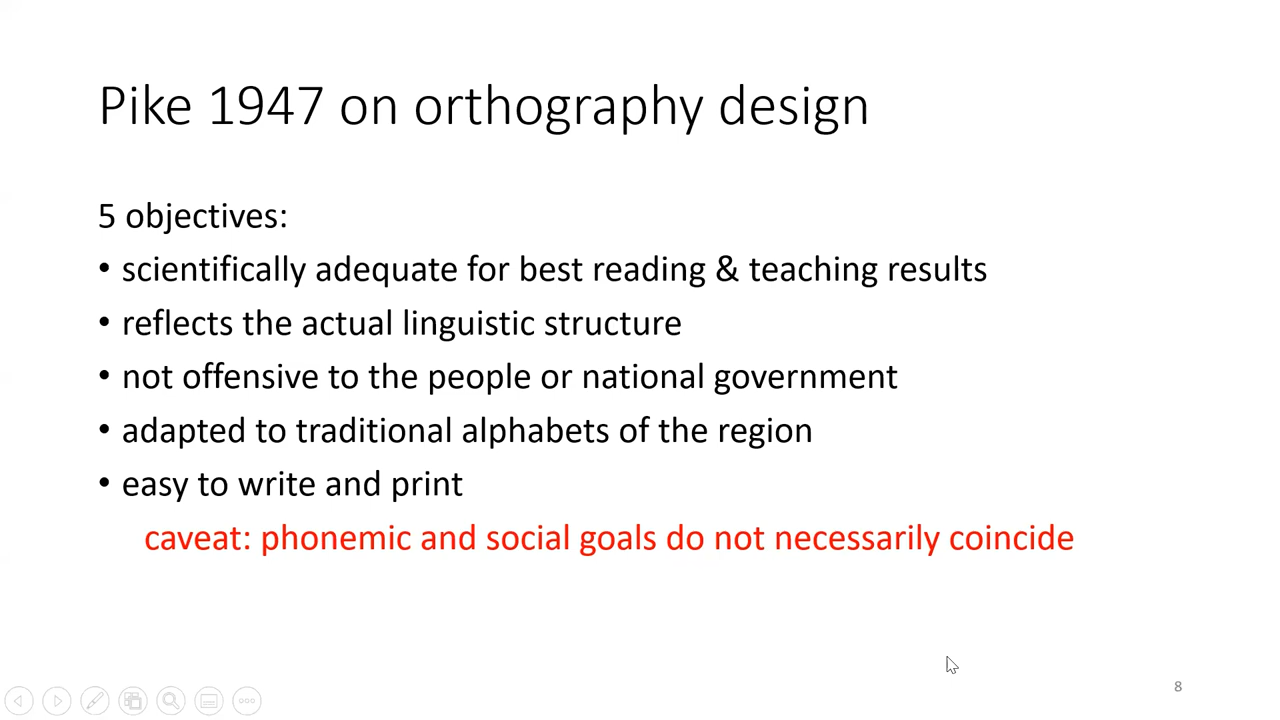 Pike 1947 on orthography design
5 objectives:
• scientifically adequate for best reading & teaching results
• reflects the actual linguistic structure
• not offensive to the people or national government
• adapted to traditional alphabets of the region
• easy to write and print
caveat: phonemic and social goals do not necessarily coincide
8